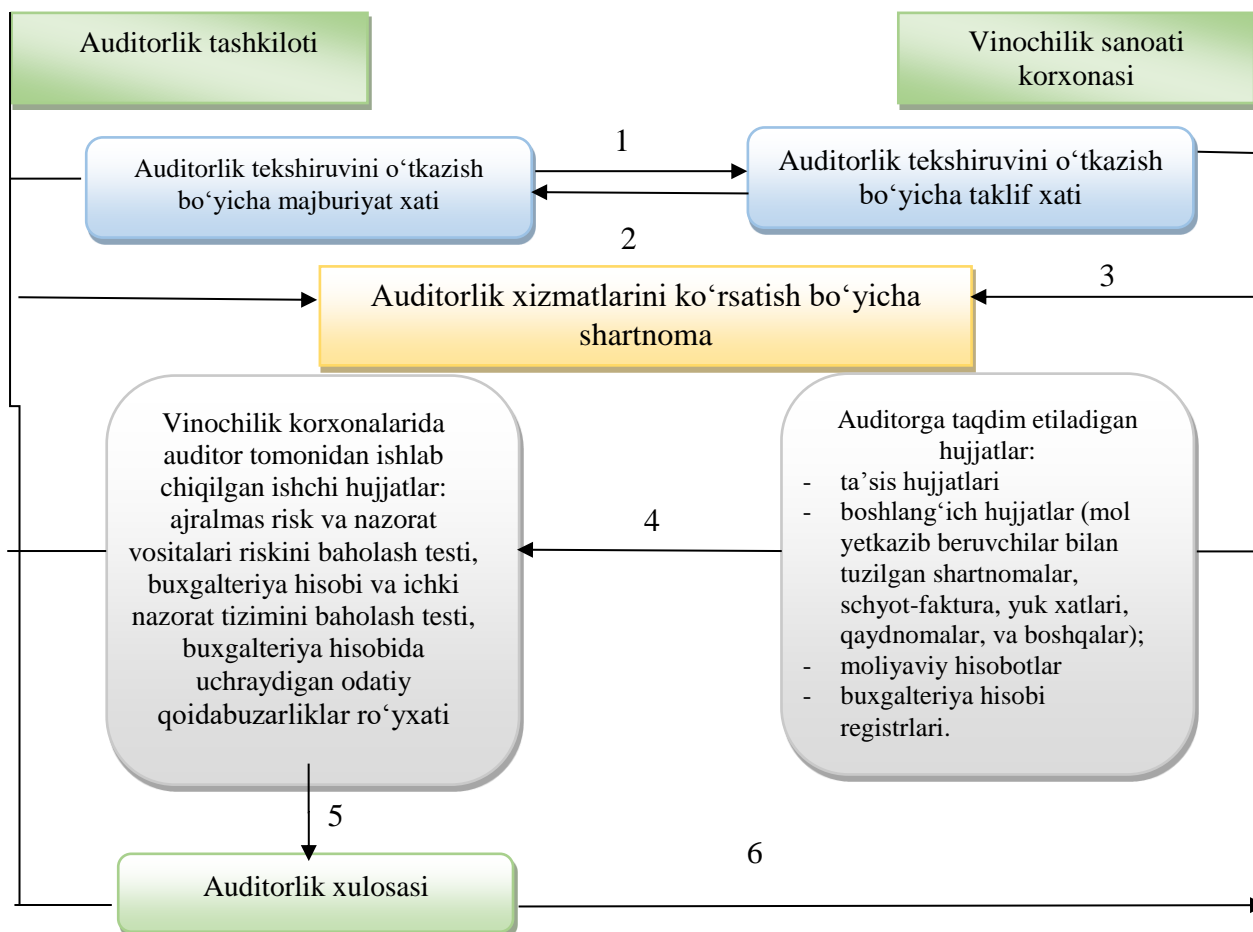 Auditorlik tashkiloti
Vinochilik sanoati
korxonasi
1
Auditorlik tekshiruvini o‘tkazish
bo‘yicha majburiyat xati
Auditorlik tekshiruvini o‘tkazish
bo‘yicha taklif xati
2
3
Auditorlik xizmatlarini ko‘rsatish bo‘yicha
shartnoma
Vinochilik korxonalarida
auditor tomonidan ishlab
chiqilgan ishchi hujjatlar:
ajralmas risk va nazorat
vositalari riskini baholash testi,
buxgalteriya hisobi va ichki
nazorat tizimini baholash testi,
buxgalteriya hisobida
uchraydigan odatiy
qoidabuzarliklar ro‘yxati
4
Auditorga taqdim etiladigan
hujjatlar:
- ta’sis hujjatlari
- boshlang‘ich hujjatlar (mol
yetkazib beruvchilar bilan
tuzilgan shartnomalar,
schyot-faktura, yuk xatlari,
qaydnomalar, va boshqalar);
- moliyaviy hisobotlar
- buxgalteriya hisobi
registrlari.
5
6
Auditorlik xulosasi